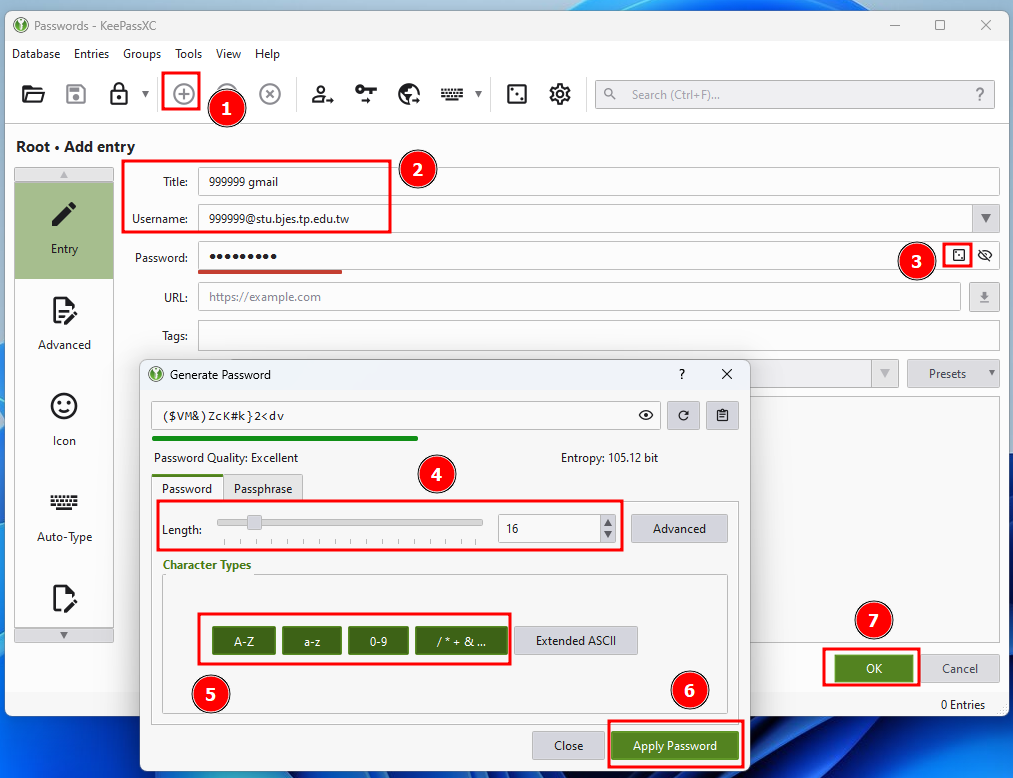 Passwords - KeePassXC
Database Entries Groups Tools View Help
1
Search (Ctrl+F)...
?
Root • Add entry
2
Title: 999999 gmail
Username: 999999@stu.bjes.tp.edu.tw
Entry
Password: ●●●●●●●●●
3
URL: https://example.com
Advanced
Tags:
Presets
Icon
Auto-Type
Generate Password ?
($VM&)ZcK#k}2<dv
Password Quality: Excellent Entropy: 105.12 bit
4
Password Passphrase
Length: 16 Advanced
Character Types
A-Z a-z 0-9 / * + & ... Extended ASCII
5
6
7
OK Cancel
0 Entries
Close Apply Password